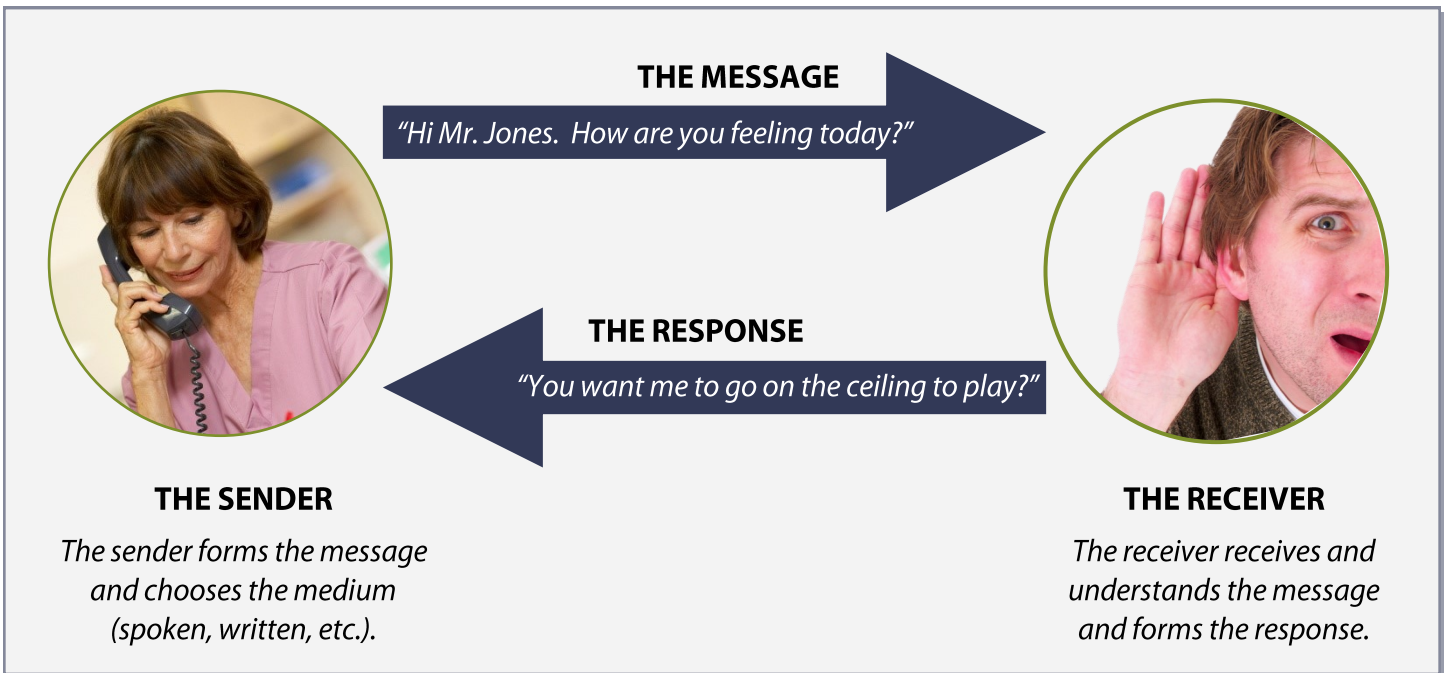 THE MESSAGE
“Hi Mr. Jones.  How are you feeling today?”
THE RESPONSE
“You want me to go on the ceiling to play?”
THE SENDER
The sender forms the message
and chooses the medium
(spoken, written, etc.).
THE RECEIVER
The receiver receives and
understands the message
and forms the response.